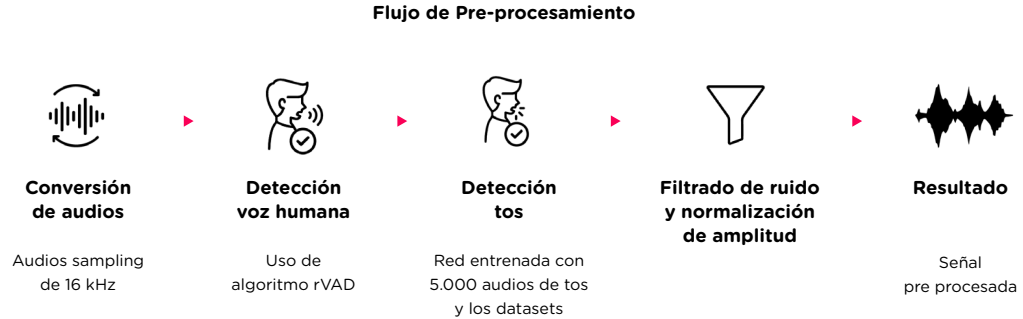 Flujo de Pre-procesamiento
Conversión
de audios
Audios sampling
de 16 kHz
Detección
voz humana
Uso de
algoritmo rVAD
Detección
tos
Red entrenada con
5.000 audios de tos
y los datasets
Filtrado de ruido
y normalización
de amplitud
Resultado
Señal
pre procesada